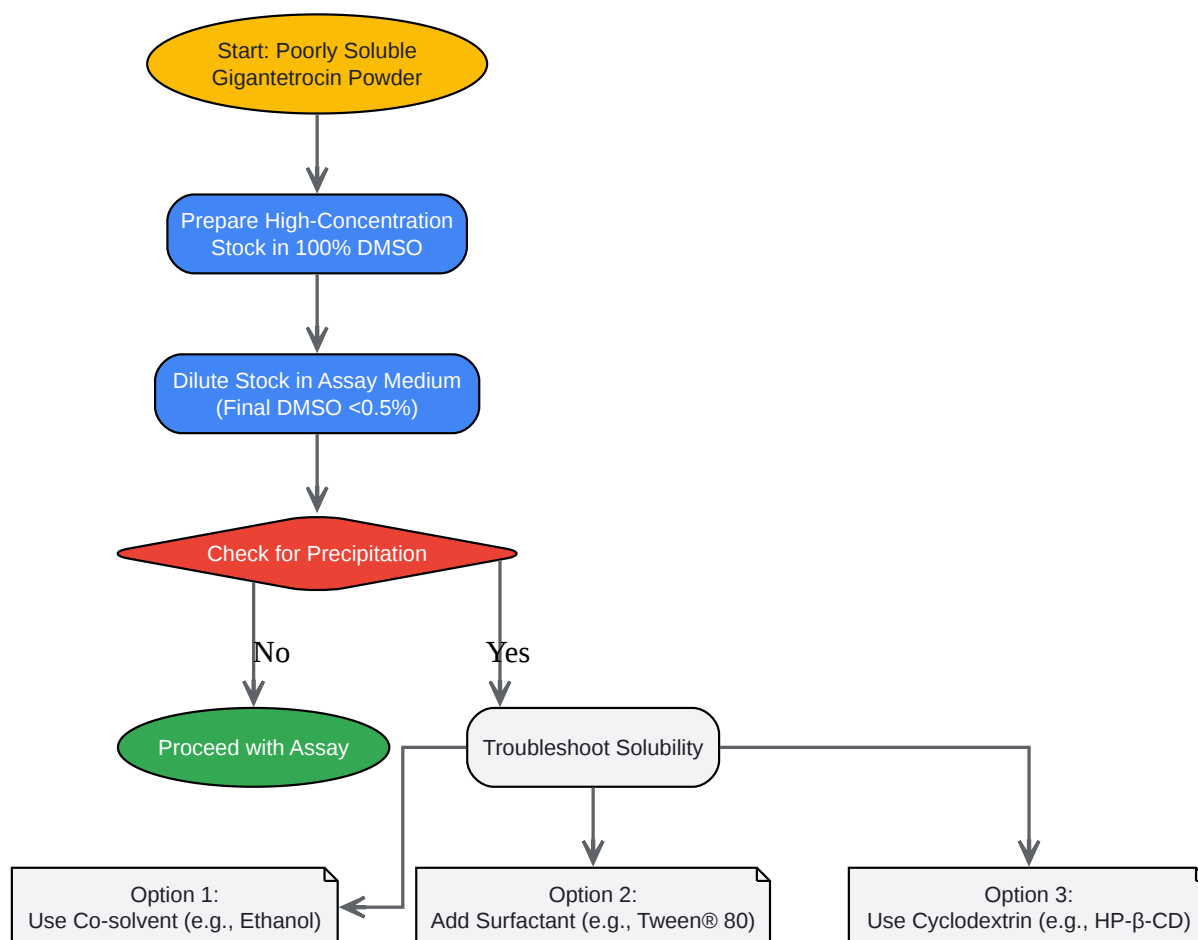 Start: Poorly Soluble
Gigantetrocin Powder
Prepare High-Concentration
Stock in 100% DMSO
Dilute Stock in Assay Medium
(Final DMSO <0.5%)
Check for Precipitation
No
Yes
Proceed with Assay
Troubleshoot Solubility
Option 1:
Use Co-solvent (e.g., Ethanol)
Option 2:
Add Surfactant (e.g., Tween® 80)
Option 3:
Use Cyclodextrin (e.g., HP-β-CD)